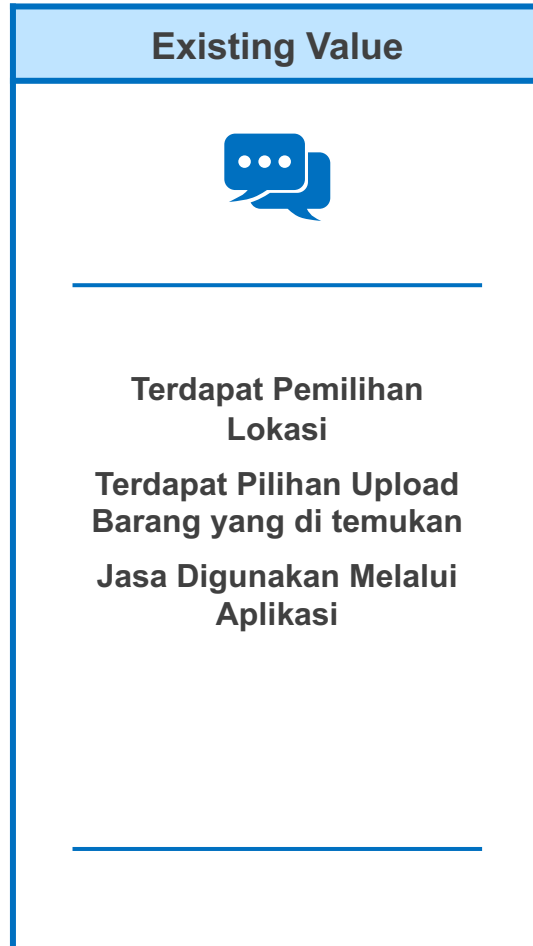 Existing Value
Terdapat Pemilihan
Lokasi
Terdapat Pilihan Upload
Barang yang di temukan
Jasa Digunakan Melalui
Aplikasi